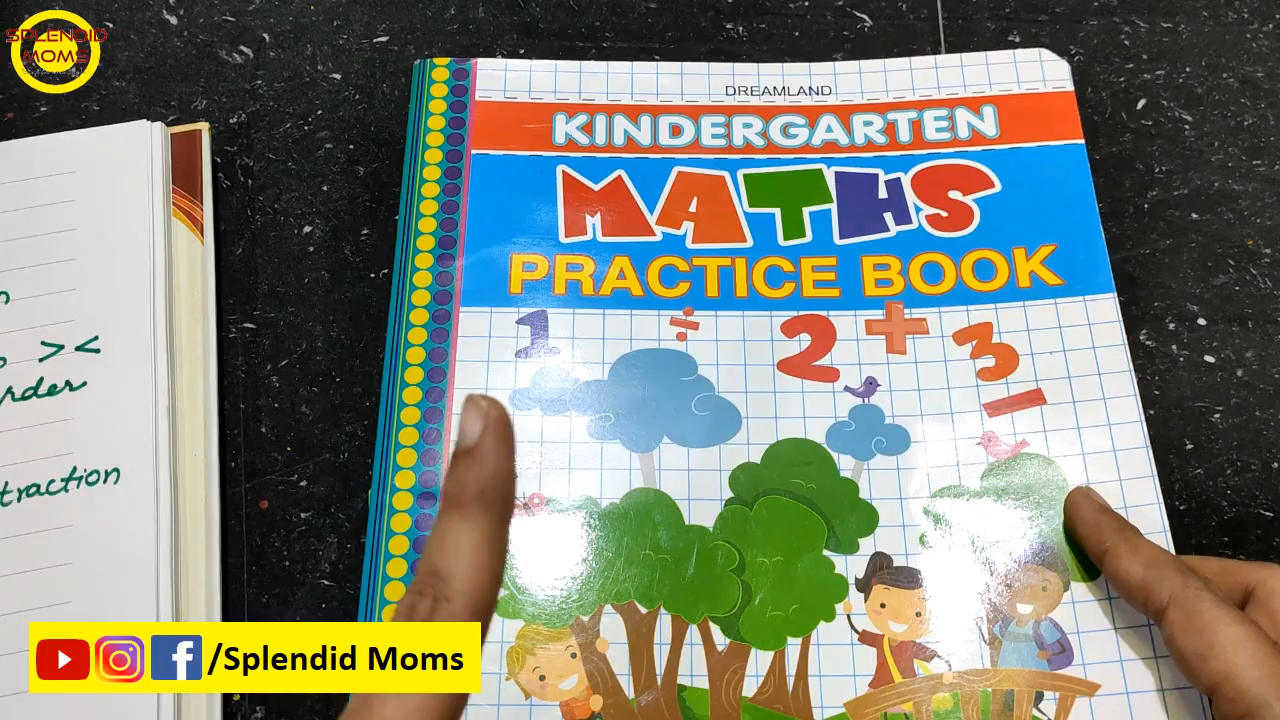 SPLENDID
MOMS
DREAMLAND
KINDERGARTEN
MATHS
PRACTICE BOOK
1 ÷ 2 + 3
−
> <
rder
traction
/Splendid Moms